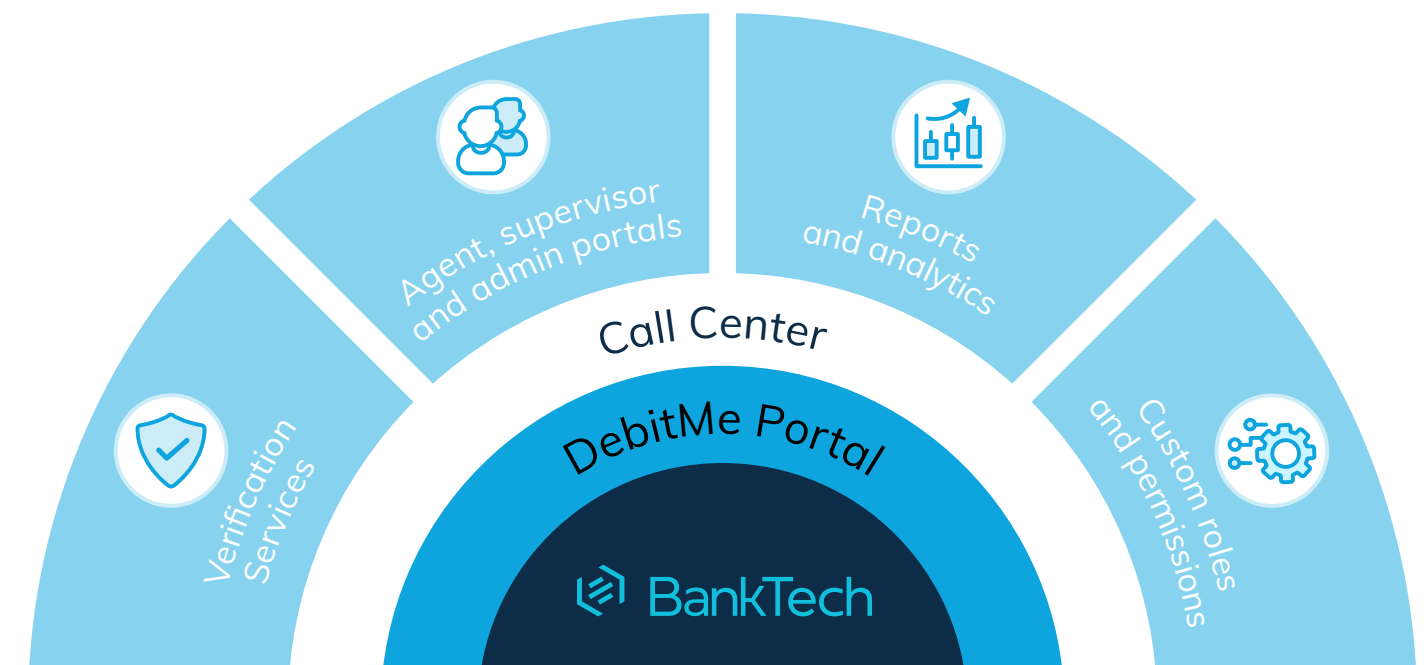 Agent, supervisor
and admin portals
Reports
and analytics
Call Center
Verification
Services
Custom roles
and permissions
DebitMe Portal
BankTech